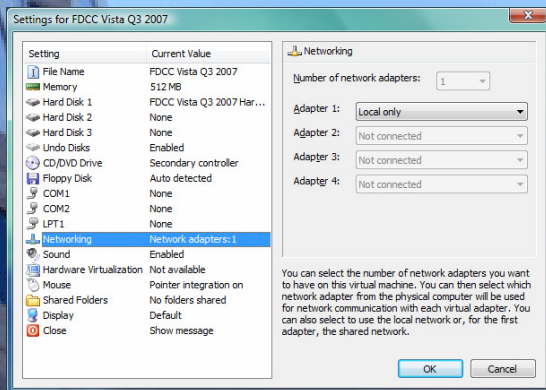 Settings for FDCC Vista Q3 2007
Setting Current Value
File Name FDCC Vista Q3 2007
Memory 512 MB
Hard Disk 1 FDCC Vista Q3 2007 Har...
Hard Disk 2 None
Hard Disk 3 None
Undo Disks Enabled
CD/DVD Drive Secondary controller
Floppy Disk Auto detected
COM1 None
COM2 None
LPT1 None
Networking Network adapters:1
Sound Enabled
Hardware Virtualization Not available
Mouse Pointer integration on
Shared Folders No folders shared
Display Default
Close Show message
Networking
Number of network adapters: 1
Adapter 1: Local only
Adapter 2: Not connected
Adapter 3: Not connected
Adapter 4: Not connected
You can select the number of network adapters you want
to have on this virtual machine. You can then select which
network adapter from the physical computer will be used
for network communication with each virtual adapter. You
can also select to use the local network or, for the first
adapter, the shared network.
OK Cancel